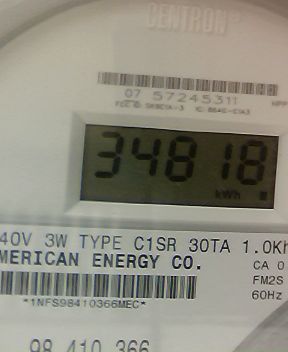 CENTRON®
07 57245311
34818
kWh
40V 3W TYPE C1SR 30TA 1.0Kh
MERICAN ENERGY CO.
CA 0
FM2S
60Hz
*1NFS98410366MEC*
98 410 366